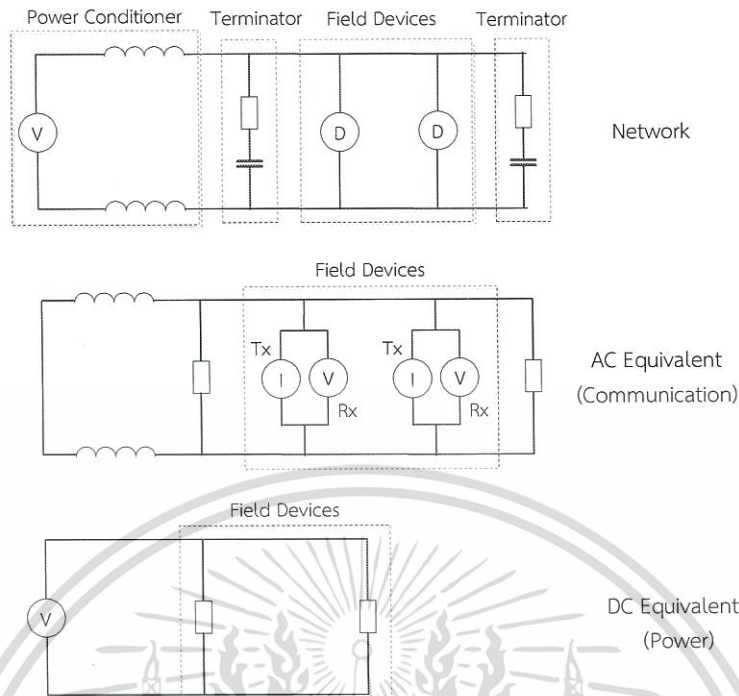 Power Conditioner Terminator Field Devices Terminator
V
D
D
Network
Field Devices
Tx
I
V
Rx
Tx
I
V
Rx
AC Equivalent
(Communication)
Field Devices
V
DC Equivalent
(Power)